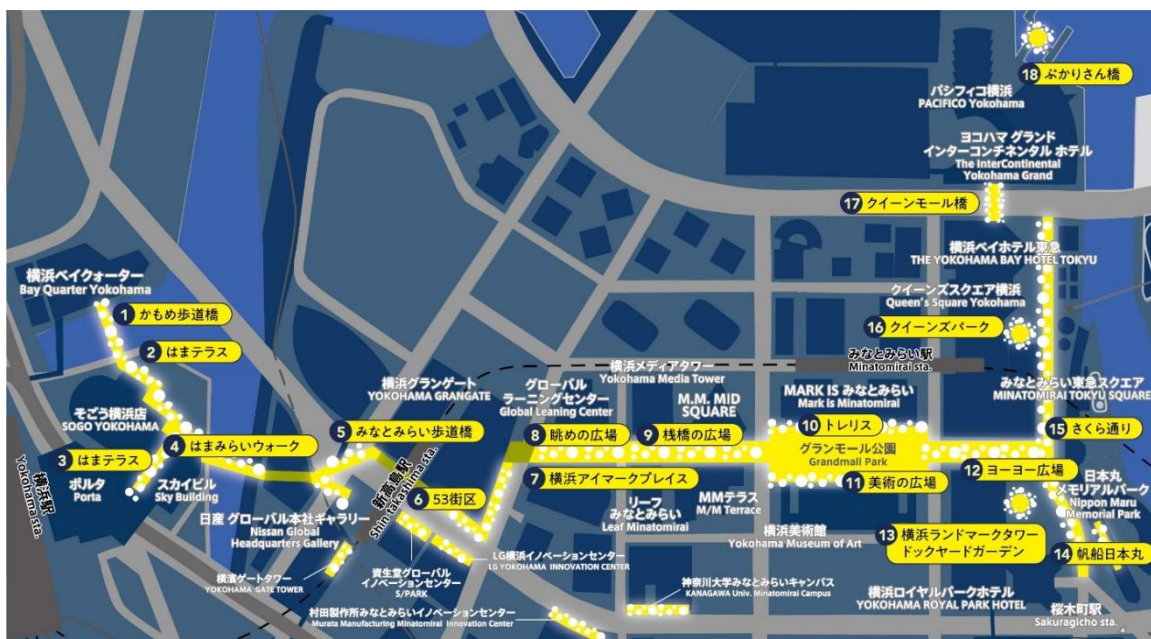 18 ぷかりさん橋
パシフィコ横浜
PACIFICO Yokohama
ヨコハマ グランド
インターコンチネンタル ホテル
The InterContinental
Yokohama Grand
17 クイーンモール橋
横浜ベイホテル東急
THE YOKOHAMA BAY HOTEL TOKYU
横浜ベイクォーター
Bay Quarter Yokohama
クイーンズスクエア横浜
Queen's Square Yokohama
1 かもめ歩道橋
16 クイーンズパーク
2 はまテラス
みなとみらい駅
Minatomirai sta.
横浜メディアタワー
Yokohama Media Tower
横浜グランゲート
YOKOHAMA GRANGATE
グローバル
ラーニングセンター
Global Leaning Center
M.M. MID
SQUARE
MARK IS みなとみらい
Mark is Minatomirai
みなとみらい東急スクエア
MINATOMIRAI TOKYU SQUARE
そごう横浜店
SOGO YOKOHAMA
10 トレリス
5 みなとみらい歩道橋
8 眺めの広場
9 桟橋の広場
15 さくら通り
4 はまみらいウォーク
グランモール公園
Grandmall Park
3 はまテラス
横浜駅
Yokohama sta.
ポルタ
Porta
スカイビル
Sky Building
新高島駅
Shin-takashima sta.
7 横浜アイマークプレイス
12 ヨーヨー広場
11 美術の広場
日本丸
メモリアルパーク
Nippon Maru
Memorial Park
6 53街区
リーフ
みなとみらい
Leaf Minatomirai
MMテラス
M/M Terrace
日産 グローバル本社ギャラリー
Nissan Global
Headquarters Gallery
横浜美術館
Yokohama Museum of Art
13 横浜ランドマークタワー
ドックヤードガーデン
14 帆船日本丸
LG横浜イノベーションセンター
LG YOKOHAMA INNOVATION CENTER
資生堂グローバル
イノベーションセンター
S/PARK
横濱ゲートタワー
YOKOHAMA GATE TOWER
神奈川大学みなとみらいキャンパス
KANAGAWA Univ. Minatomirai Campus
横浜ロイヤルパークホテル
YOKOHAMA ROYAL PARK HOTEL
村田製作所みなとみらいイノベーションセンター
Murata Manufacturing Minatomirai Innovation Center
桜木町駅
Sakuragicho sta.